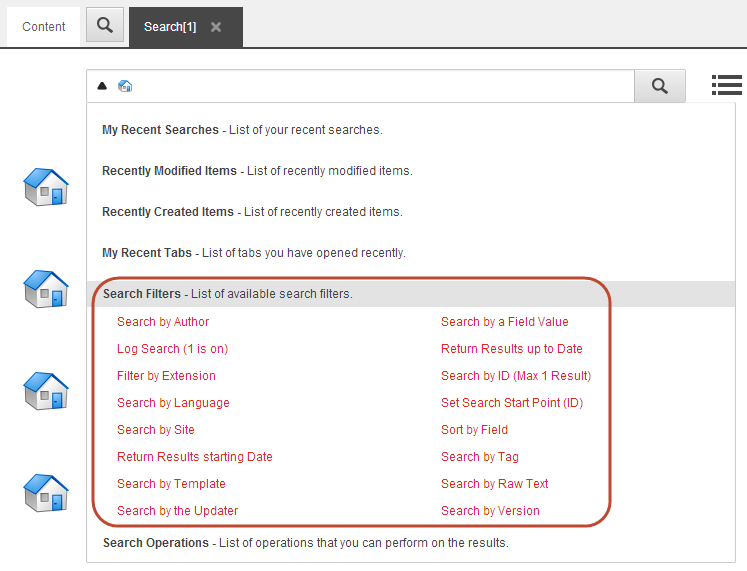 Content
Search[1]
My Recent Searches - List of your recent searches.
Recently Modified Items - List of recently modified items.
Recently Created Items - List of recently created items.
My Recent Tabs - List of tabs you have opened recently.
Search Filters - List of available search filters.
Search by Author
Search by a Field Value
Log Search (1 is on)
Return Results up to Date
Filter by Extension
Search by ID (Max 1 Result)
Search by Language
Set Search Start Point (ID)
Search by Site
Sort by Field
Return Results starting Date
Search by Tag
Search by Template
Search by Raw Text
Search by the Updater
Search by Version
Search Operations - List of operations that you can perform on the results.